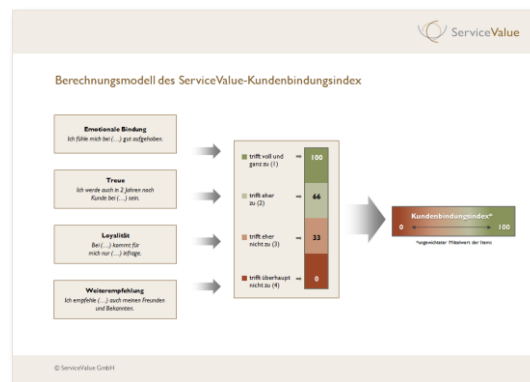 ServiceValue
Berechnungsmodell des ServiceValue-Kundenbindungsindex
Emotionale Bindung
Ich fühle mich bei (...) gut aufgehoben.
Treue
Ich werde auch in 2 Jahren noch
Kunde bei (...) sein.
Loyalität
Bei (...) kommt für
mich nur (...) infrage.
Weiterempfehlung
Ich empfehle (...) auch meinen Freunden
und Bekannten.
trifft voll und
ganz zu (1)
100
trifft eher
zu (2)
66
trifft eher
nicht zu (3)
33
trifft überhaupt
nicht zu (4)
0
Kundenbindungsindex*
0 100
*ungewichteter Mittelwert der Items
© ServiceValue GmbH